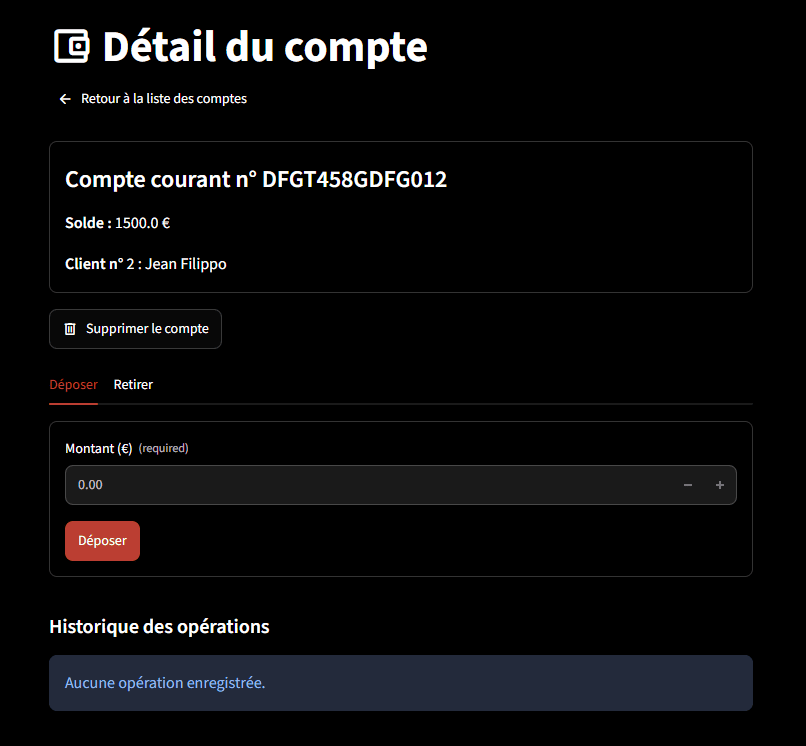 Détail du compte
Retour à la liste des comptes
Compte courant n° DFGT458GDFG012
Solde : 1500.0 €
Client n° 2 : Jean Filippo
Supprimer le compte
Déposer Retirer
Montant (€) (required)
0.00
Déposer
Historique des opérations
Aucune opération enregistrée.